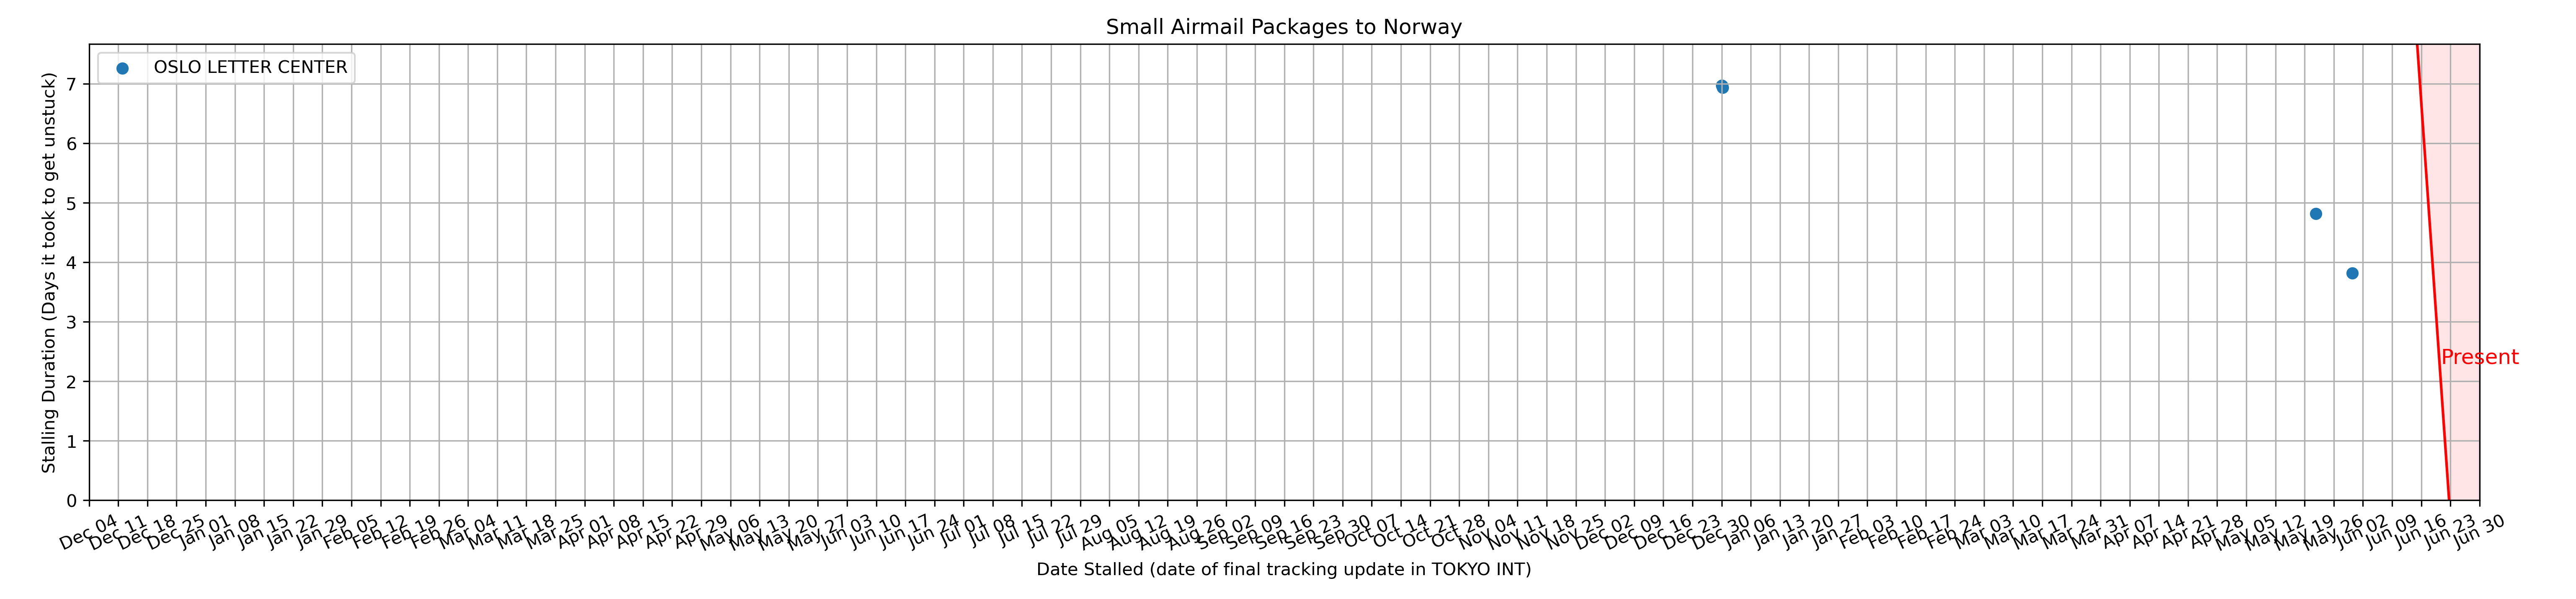 Small Airmail Packages to Norway
OSLO LETTER CENTER
Stalling Duration (Days it took to get unstuck)
7
6
5
4
3
2
1
0
Present
Dec 04
Dec 11
Dec 18
Dec 25
Jan 01
Jan 08
Jan 15
Jan 22
Jan 29
Feb 05
Feb 12
Feb 19
Feb 26
Mar 04
Mar 11
Mar 18
Mar 25
Apr 01
Apr 08
Apr 15
Apr 22
Apr 29
May 06
May 13
May 20
May 27
Jun 03
Jun 10
Jun 17
Jun 24
Jul 01
Jul 08
Jul 15
Jul 22
Jul 29
Aug 05
Aug 12
Aug 19
Aug 26
Sep 02
Sep 09
Sep 16
Sep 23
Sep 30
Oct 07
Oct 14
Oct 21
Oct 28
Nov 04
Nov 11
Nov 18
Nov 25
Dec 02
Dec 09
Dec 16
Dec 23
Dec 30
Jan 06
Jan 13
Jan 20
Jan 27
Feb 03
Feb 10
Feb 17
Feb 24
Mar 03
Mar 10
Mar 17
Mar 24
Mar 31
Apr 07
Apr 14
Apr 21
Apr 28
May 05
May 12
May 19
May 26
Jun 02
Jun 09
Jun 16
Jun 23
Jun 30
Date Stalled (date of final tracking update in TOKYO INT)